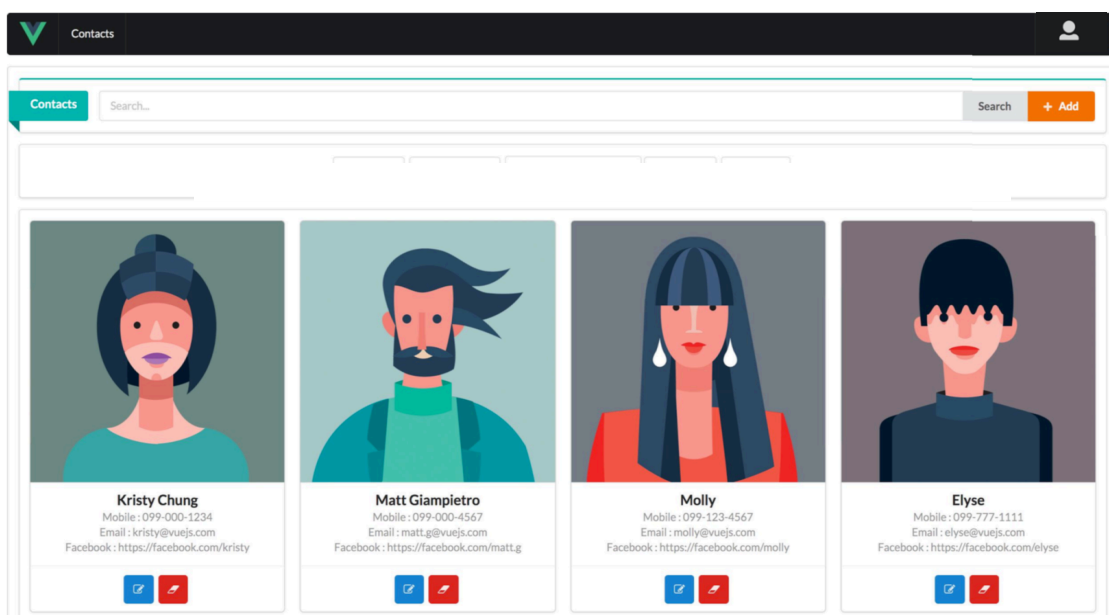 Contacts
Contacts
Search...
Search
+ Add
Kristy Chung
Mobile : 099-000-1234
Email : kristy@vuejs.com
Facebook : https://facebook.com/kristy
Matt Giampietro
Mobile : 099-000-4567
Email : matt.g@vuejs.com
Facebook : https://facebook.com/matt.g
Molly
Mobile : 099-123-4567
Email : molly@vuejs.com
Facebook : https://facebook.com/molly
Elyse
Mobile : 099-777-1111
Email : elyse@vuejs.com
Facebook : https://facebook.com/elyse